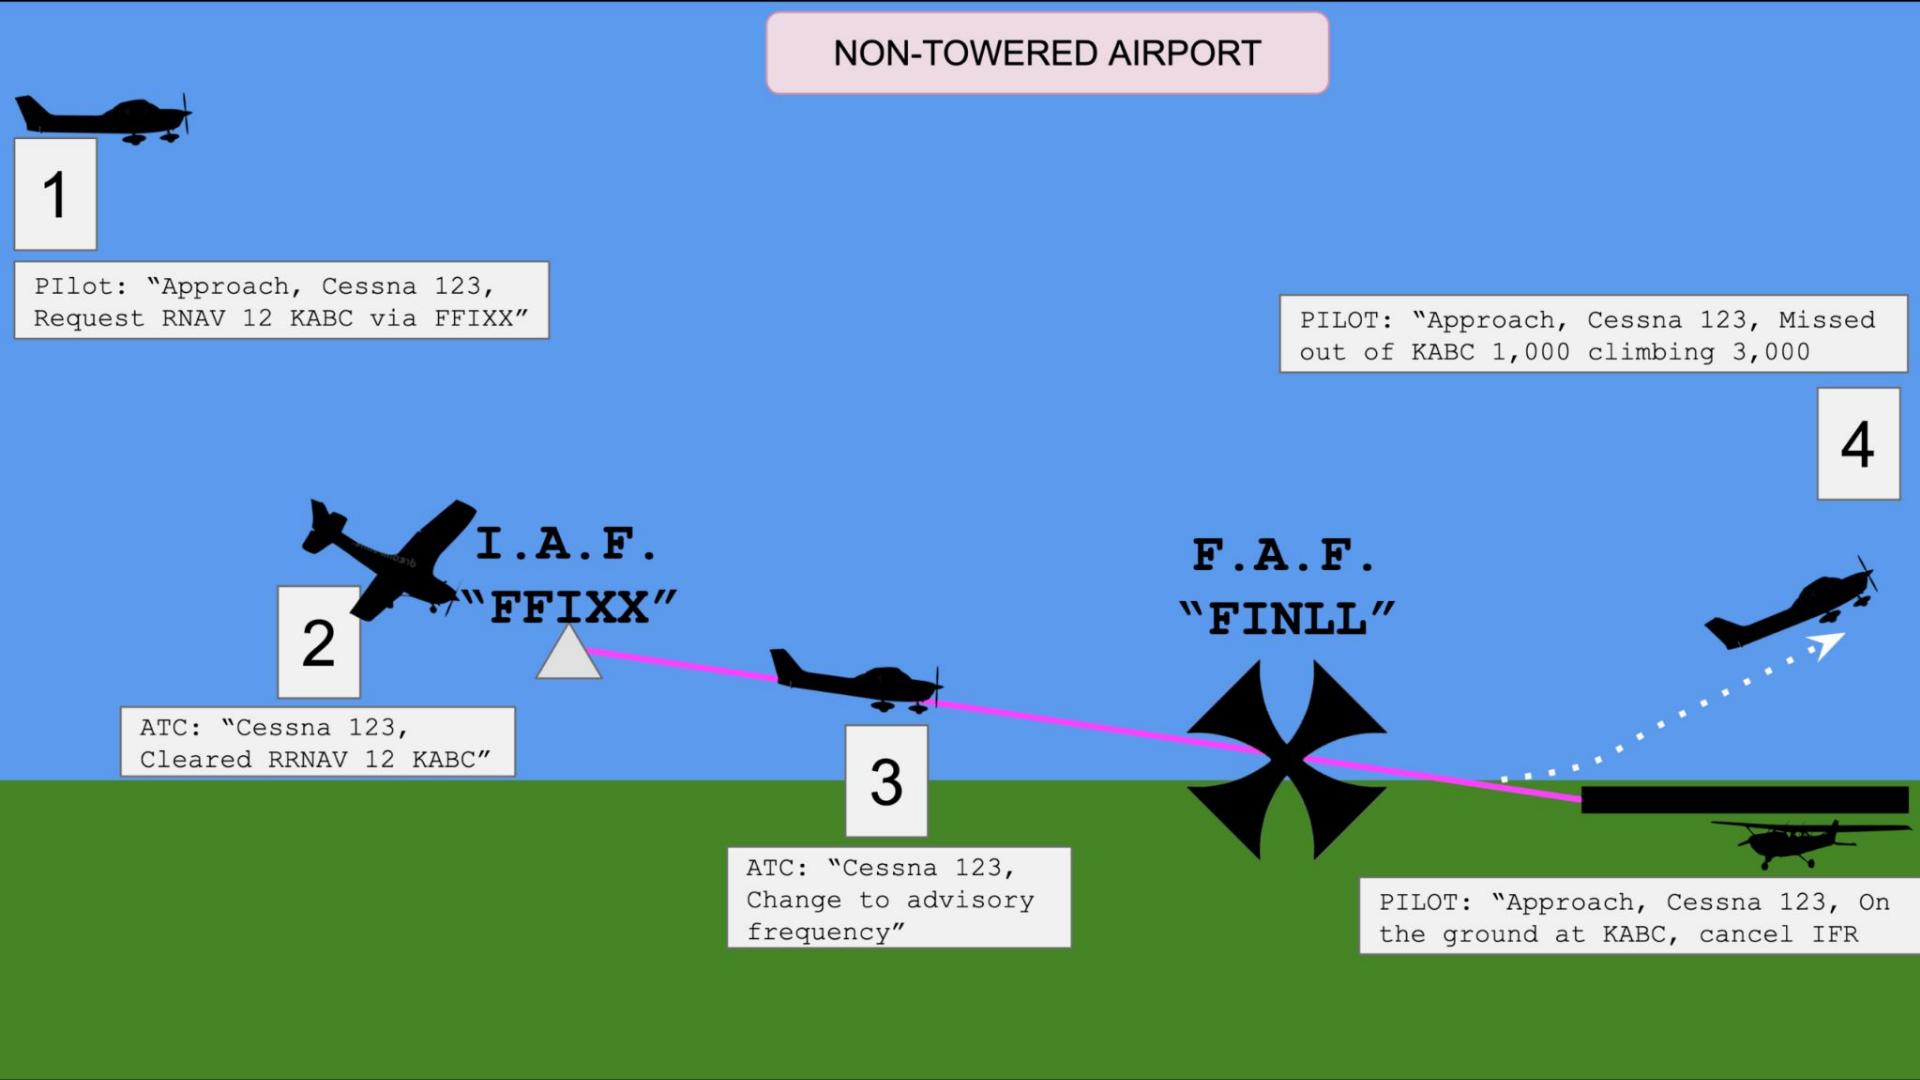 NON-TOWERED AIRPORT
1
PIlot: “Approach, Cessna 123,
Request RNAV 12 KABC via FFIXX”
PILOT: “Approach, Cessna 123, Missed
out of KABC 1,000 climbing 3,000
4
I.A.F.
“FFIXX”
F.A.F.
“FINLL”
2
ATC: “Cessna 123,
Cleared RRNAV 12 KABC”
3
ATC: “Cessna 123,
Change to advisory
frequency”
PILOT: “Approach, Cessna 123, On
the ground at KABC, cancel IFR